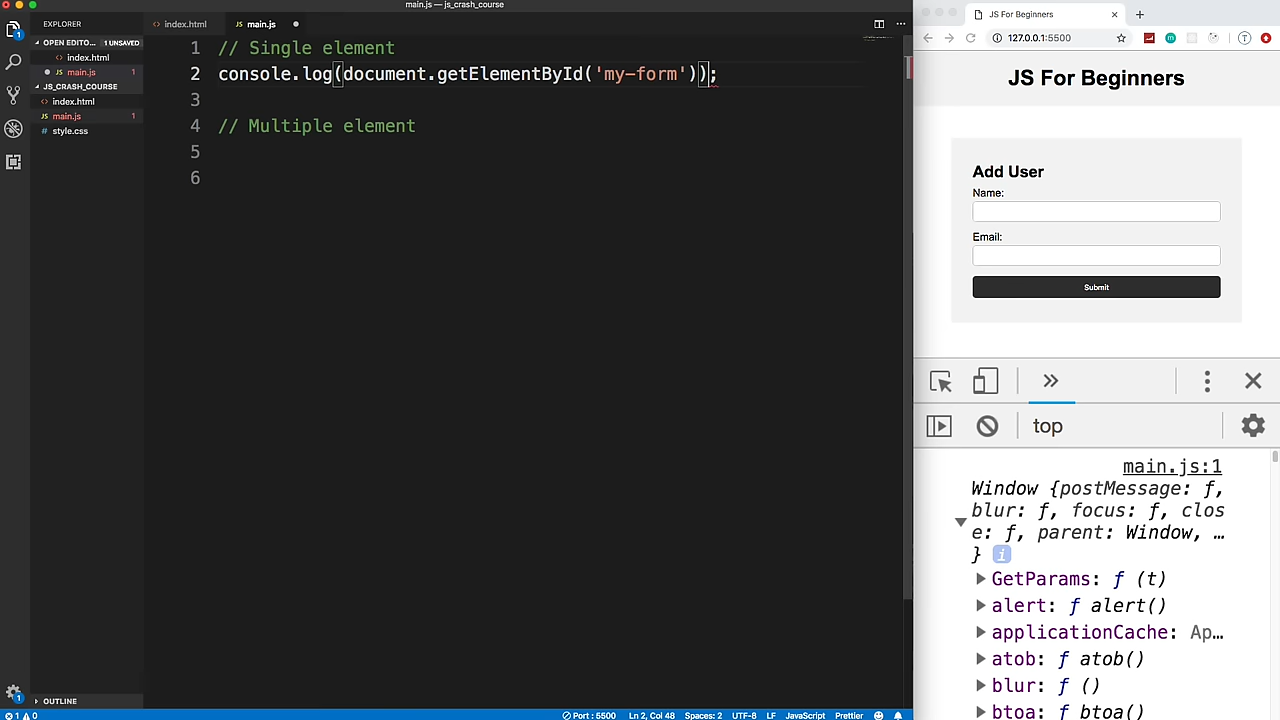 main.js — js_crash_course
EXPLORER
index.html
main.js
OPEN EDITO... 1 UNSAVED
index.html
main.js 1
JS_CRASH_COURSE
index.html
main.js 1
style.css
OUTLINE
1 // Single element
2 console.log(document.getElementById('my-form'));
3
4 // Multiple element
5
6
1 0
Port : 5500
Ln 2, Col 48
Spaces: 2
UTF-8
LF
JavaScript
Prettier
JS For Beginners
127.0.0.1:5500
JS For Beginners
Add User
Name:
Email:
Submit
top
main.js:1
Window {postMessage: ƒ,
blur: ƒ, focus: ƒ, clos
e: ƒ, parent: Window, …
}
GetParams: ƒ (t)
alert: ƒ alert()
applicationCache: Ap…
atob: ƒ atob()
blur: ƒ ()
btoa: ƒ btoa()